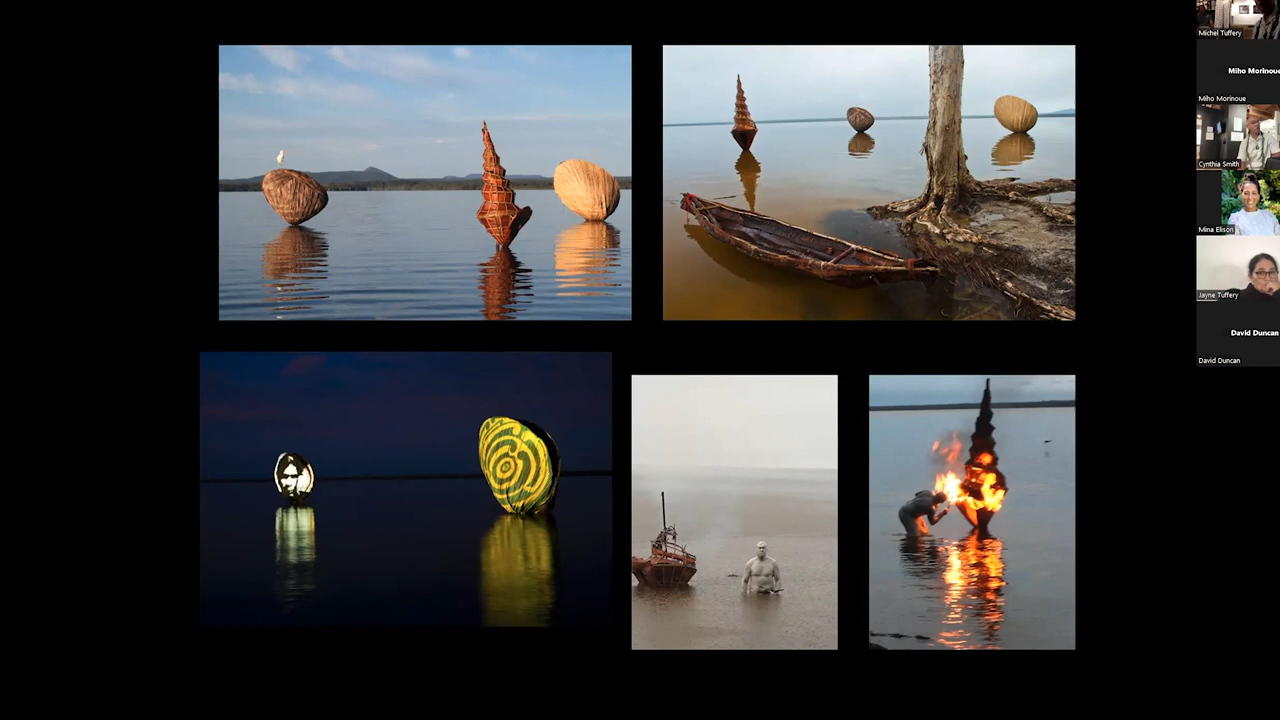 Michel Tuffery
Miho Morinoue
Miho Morinoue
Cynthia Smith
Mina Elison
Jayne Tuffery
David Duncan
David Duncan